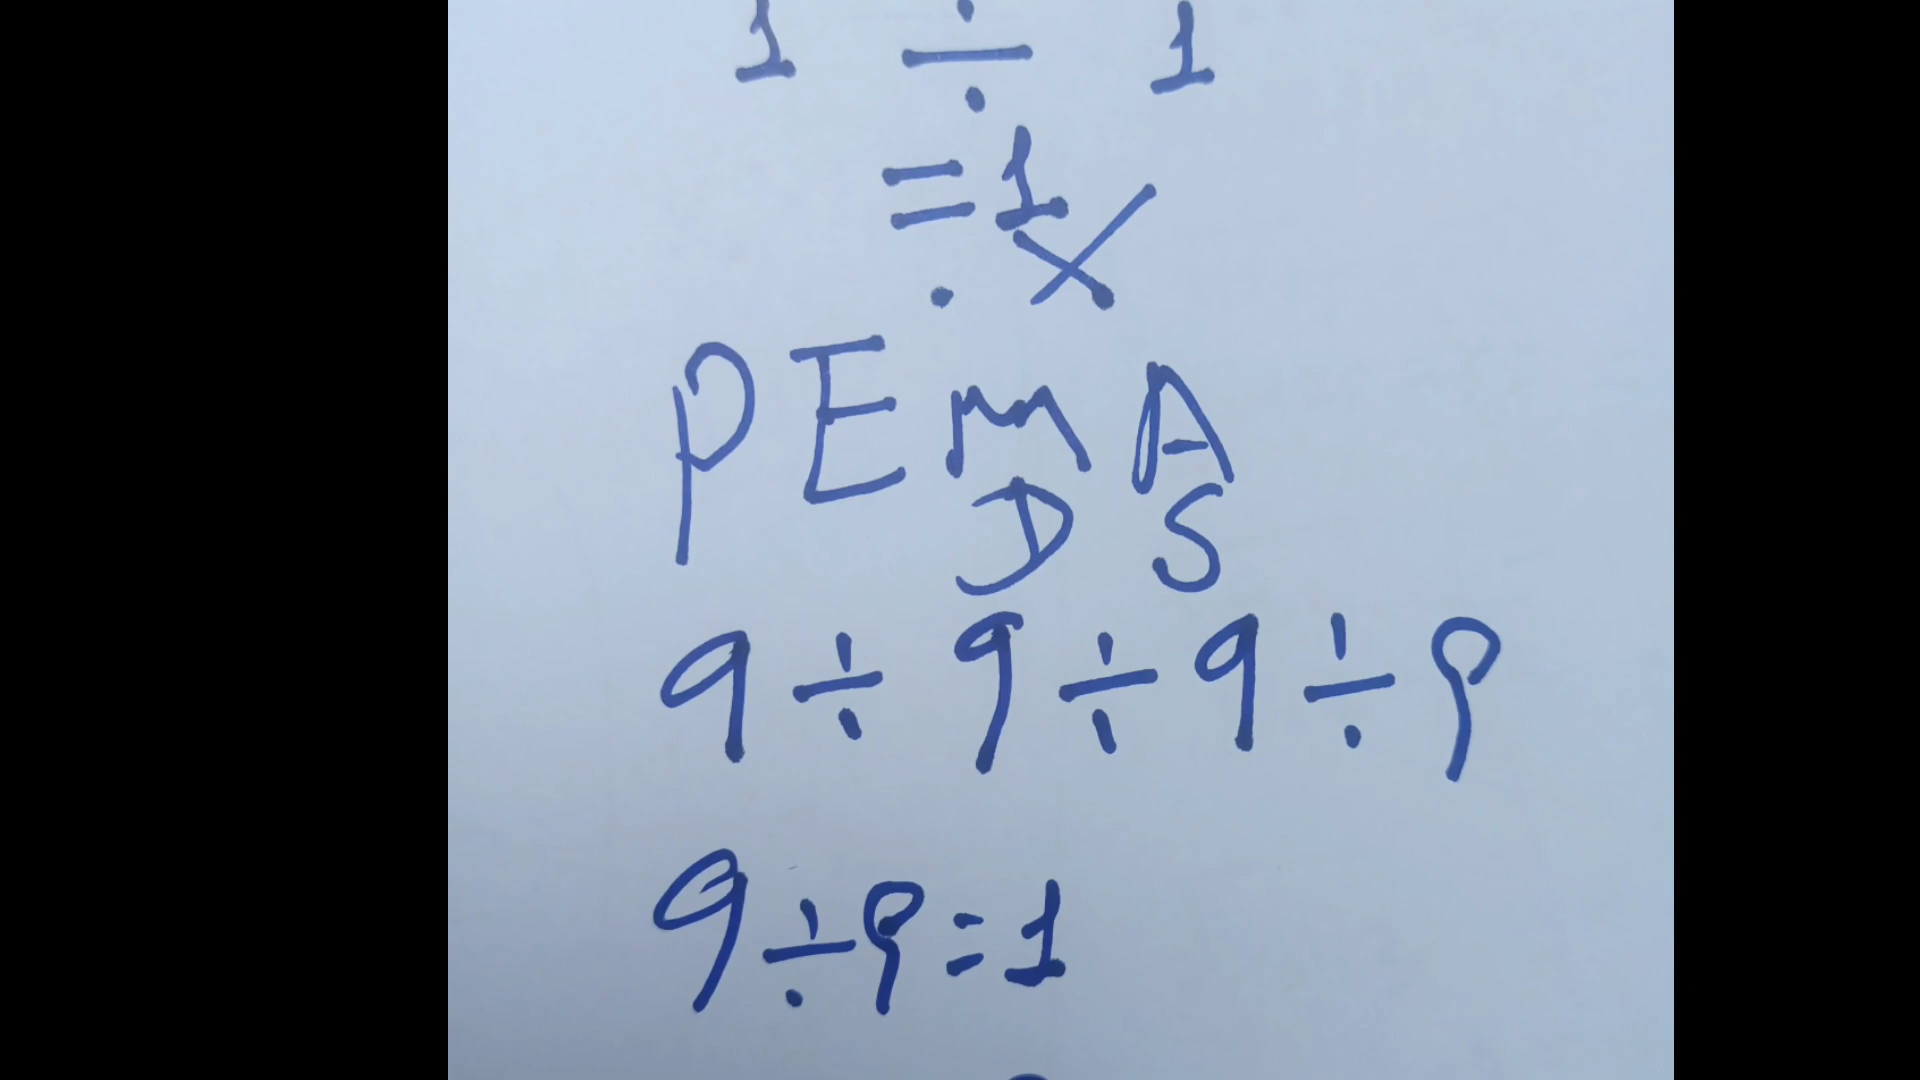 1 ÷ 1
= 1
PEMA
DS
9 ÷ 9 ÷ 9 ÷ 9
9 ÷ 9 = 1